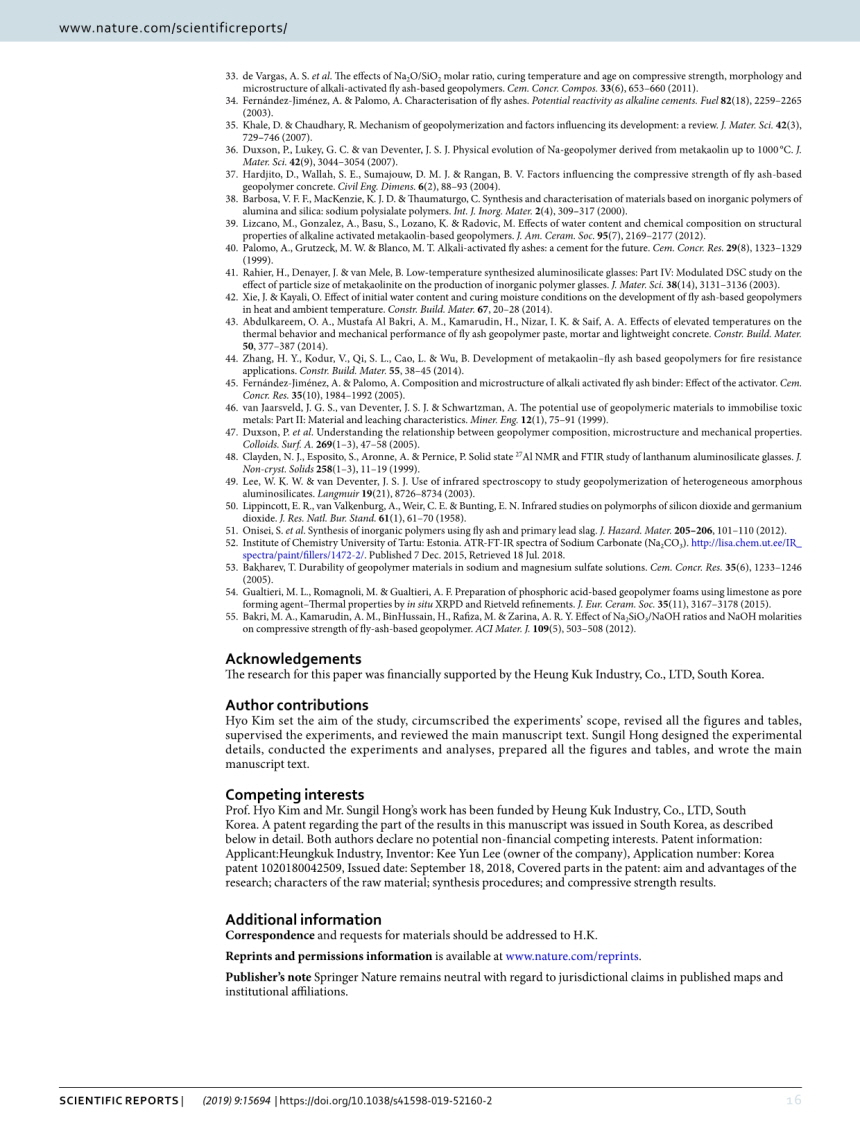 www.nature.com/scientificreports/
33. de Vargas, A. S. et al. The effects of Na2O/SiO2 molar ratio, curing temperature and age on compressive strength, morphology and
microstructure of alkali-activated fly ash-based geopolymers. Cem. Concr. Compos. 33(6), 653–660 (2011).
34. Fernández-Jiménez, A. & Palomo, A. Characterisation of fly ashes. Potential reactivity as alkaline cements. Fuel 82(18), 2259–2265
(2003).
35. Khale, D. & Chaudhary, R. Mechanism of geopolymerization and factors influencing its development: a review. J. Mater. Sci. 42(3),
729–746 (2007).
36. Duxson, P., Lukey, G. C. & van Deventer, J. S. J. Physical evolution of Na-geopolymer derived from metakaolin up to 1000 °C. J.
Mater. Sci. 42(9), 3044–3054 (2007).
37. Hardjito, D., Wallah, S. E., Sumajouw, D. M. J. & Rangan, B. V. Factors influencing the compressive strength of fly ash-based
geopolymer concrete. Civil Eng. Dimens. 6(2), 88–93 (2004).
38. Barbosa, V. F. F., MacKenzie, K. J. D. & Thaumaturgo, C. Synthesis and characterisation of materials based on inorganic polymers of
alumina and silica: sodium polysialate polymers. Int. J. Inorg. Mater. 2(4), 309–317 (2000).
39. Lizcano, M., Gonzalez, A., Basu, S., Lozano, K. & Radovic, M. Effects of water content and chemical composition on structural
properties of alkaline activated metakaolin-based geopolymers. J. Am. Ceram. Soc. 95(7), 2169–2177 (2012).
40. Palomo, A., Grutzeck, M. W. & Blanco, M. T. Alkali-activated fly ashes: a cement for the future. Cem. Concr. Res. 29(8), 1323–1329
(1999).
41. Rahier, H., Denayer, J. & van Mele, B. Low-temperature synthesized aluminosilicate glasses: Part IV: Modulated DSC study on the
effect of particle size of metakaolinite on the production of inorganic polymer glasses. J. Mater. Sci. 38(14), 3131–3136 (2003).
42. Xie, J. & Kayali, O. Effect of initial water content and curing moisture conditions on the development of fly ash-based geopolymers
in heat and ambient temperature. Constr. Build. Mater. 67, 20–28 (2014).
43. Abdulkareem, O. A., Mustafa Al Bakri, A. M., Kamarudin, H., Nizar, I. K. & Saif, A. A. Effects of elevated temperatures on the
thermal behavior and mechanical performance of fly ash geopolymer paste, mortar and lightweight concrete. Constr. Build. Mater.
50, 377–387 (2014).
44. Zhang, H. Y., Kodur, V., Qi, S. L., Cao, L. & Wu, B. Development of metakaolin–fly ash based geopolymers for fire resistance
applications. Constr. Build. Mater. 55, 38–45 (2014).
45. Fernández-Jiménez, A. & Palomo, A. Composition and microstructure of alkali activated fly ash binder: Effect of the activator. Cem.
Concr. Res. 35(10), 1984–1992 (2005).
46. van Jaarsveld, J. G. S., van Deventer, J. S. J. & Schwartzman, A. The potential use of geopolymeric materials to immobilise toxic
metals: Part II: Material and leaching characteristics. Miner. Eng. 12(1), 75–91 (1999).
47. Duxson, P. et al. Understanding the relationship between geopolymer composition, microstructure and mechanical properties.
Colloids. Surf. A. 269(1–3), 47–58 (2005).
48. Clayden, N. J., Esposito, S., Aronne, A. & Pernice, P. Solid state 27Al NMR and FTIR study of lanthanum aluminosilicate glasses. J.
Non-cryst. Solids 258(1–3), 11–19 (1999).
49. Lee, W. K. W. & van Deventer, J. S. J. Use of infrared spectroscopy to study geopolymerization of heterogeneous amorphous
aluminosilicates. Langmuir 19(21), 8726–8734 (2003).
50. Lippincott, E. R., van Valkenburg, A., Weir, C. E. & Bunting, E. N. Infrared studies on polymorphs of silicon dioxide and germanium
dioxide. J. Res. Natl. Bur. Stand. 61(1), 61–70 (1958).
51. Onisei, S. et al. Synthesis of inorganic polymers using fly ash and primary lead slag. J. Hazard. Mater. 205–206, 101–110 (2012).
52. Institute of Chemistry University of Tartu: Estonia. ATR-FT-IR spectra of Sodium Carbonate (Na2CO3). http://lisa.chem.ut.ee/IR_
spectra/paint/fillers/1472-2/. Published 7 Dec. 2015, Retrieved 18 Jul. 2018.
53. Bakharev, T. Durability of geopolymer materials in sodium and magnesium sulfate solutions. Cem. Concr. Res. 35(6), 1233–1246
(2005).
54. Gualtieri, M. L., Romagnoli, M. & Gualtieri, A. F. Preparation of phosphoric acid-based geopolymer foams using limestone as pore
forming agent–Thermal properties by in situ XRPD and Rietveld refinements. J. Eur. Ceram. Soc. 35(11), 3167–3178 (2015).
55. Bakri, M. A., Kamarudin, A. M., BinHussain, H., Rafiza, M. & Zarina, A. R. Y. Effect of Na2SiO3/NaOH ratios and NaOH molarities
on compressive strength of fly-ash-based geopolymer. ACI Mater. J. 109(5), 503–508 (2012).
Acknowledgements
The research for this paper was financially supported by the Heung Kuk Industry, Co., LTD, South Korea.
Author contributions
Hyo Kim set the aim of the study, circumscribed the experiments' scope, revised all the figures and tables,
supervised the experiments, and reviewed the main manuscript text. Sungil Hong designed the experimental
details, conducted the experiments and analyses, prepared all the figures and tables, and wrote the main
manuscript text.
Competing interests
Prof. Hyo Kim and Mr. Sungil Hong's work has been funded by Heung Kuk Industry, Co., LTD, South
Korea. A patent regarding the part of the results in this manuscript was issued in South Korea, as described
below in detail. Both authors declare no potential non-financial competing interests. Patent information:
Applicant:Heungkuk Industry, Inventor: Kee Yun Lee (owner of the company), Application number: Korea
patent 1020180042509, Issued date: September 18, 2018, Covered parts in the patent: aim and advantages of the
research; characters of the raw material; synthesis procedures; and compressive strength results.
Additional information
Correspondence and requests for materials should be addressed to H.K.
Reprints and permissions information is available at www.nature.com/reprints.
Publisher's note Springer Nature remains neutral with regard to jurisdictional claims in published maps and
institutional affiliations.
SCIENTIFIC REPORTS | (2019) 9:15694 | https://doi.org/10.1038/s41598-019-52160-2
16